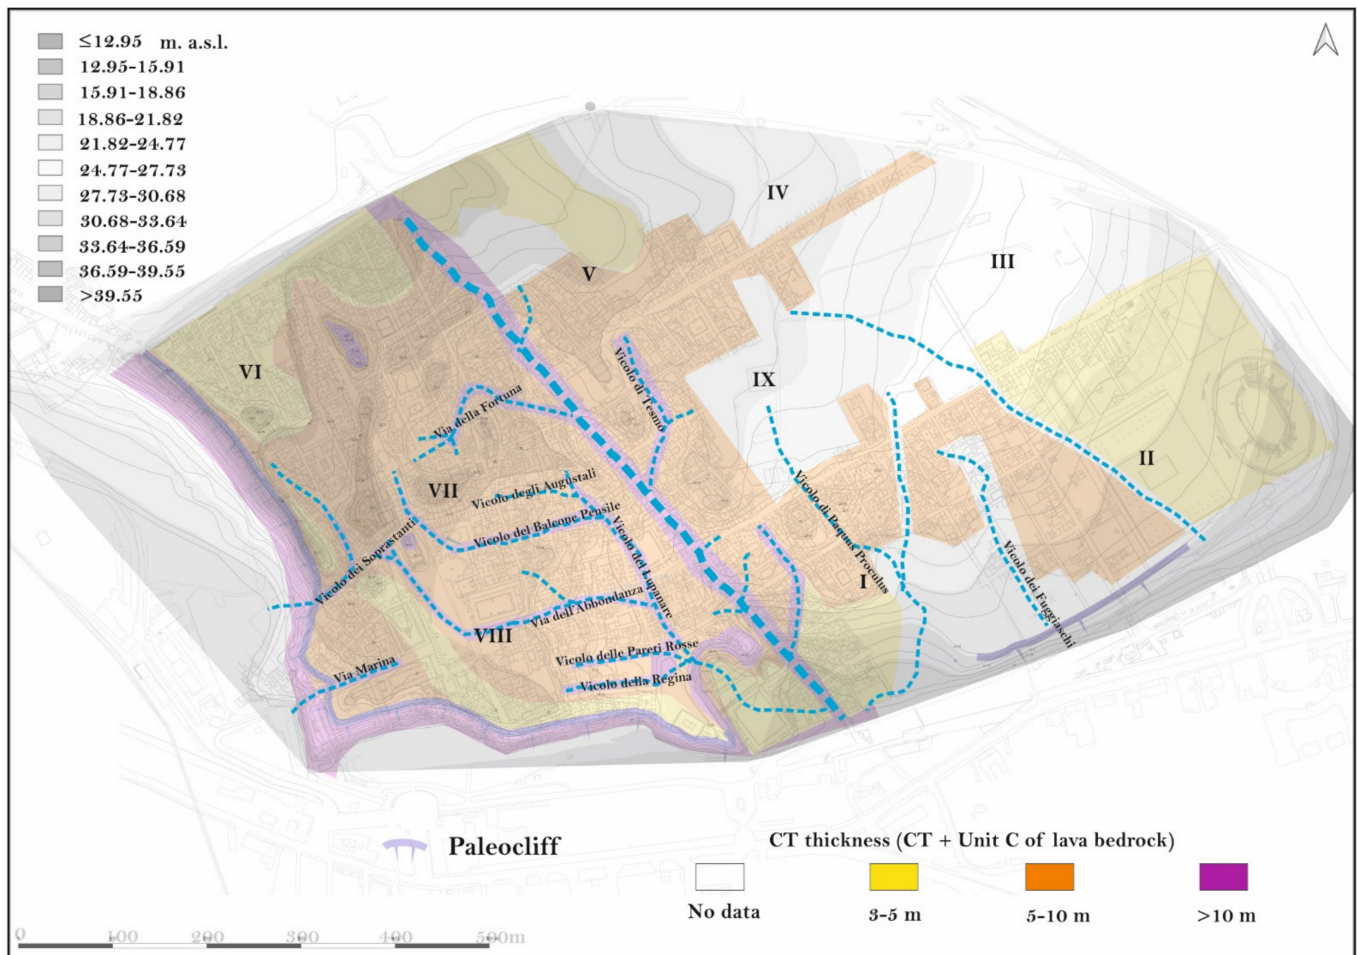 ≤12.95 m. a.s.l.
12.95-15.91
15.91-18.86
18.86-21.82
21.82-24.77
24.77-27.73
27.73-30.68
30.68-33.64
33.64-36.59
36.59-39.55
>39.55
IV
III
V
VI
IX
Vicolo di Tesmo
Via della Fortuna
II
VII
Vicolo degli Augustali
Vicolo del Balcone Pensile
Vicolo dei Soprastanti
Vicolo del Lupanare
Vicolo di Paquius Proculus
Vicolo dei Fuggiaschi
I
Via dell'Abbondanza
VIII
Vicolo delle Pareti Rosse
Via Marina
Vicolo della Regina
Paleocliff
CT thickness (CT + Unit C of lava bedrock)
No data
3-5 m
5-10 m
>10 m
0 100 200 300 400 500m